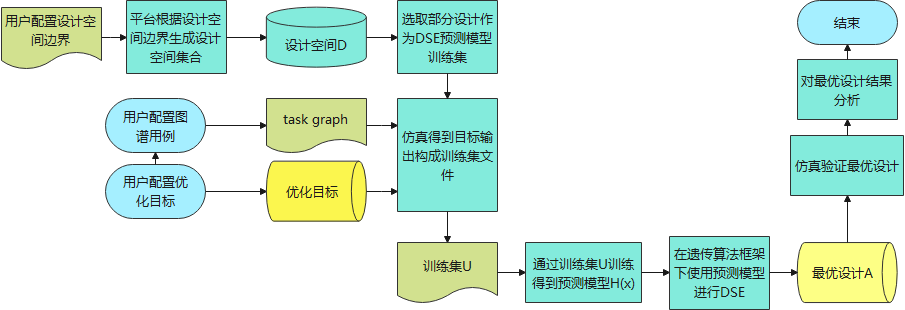 用户配置设计空
间边界
平台根据设计空
间边界生成设计
空间集合
设计空间D
选取部分设计作
为DSE预测模型
训练集
结束
对最优设计结果
分析
用户配置图
谱用例
task graph
仿真得到目标输
出构成训练集文
件
用户配置优
化目标
优化目标
仿真验证最优设计
训练集U
通过训练集U训练
得到预测模型H(x)
在遗传算法框架
下使用预测模型
进行DSE
最优设计A